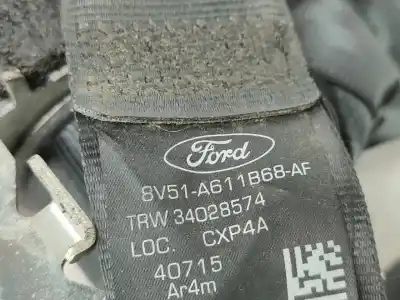 Ford
8V51-A611B68-AF
TRW 34028574
LOC. CXP4A
40715
Ar4m